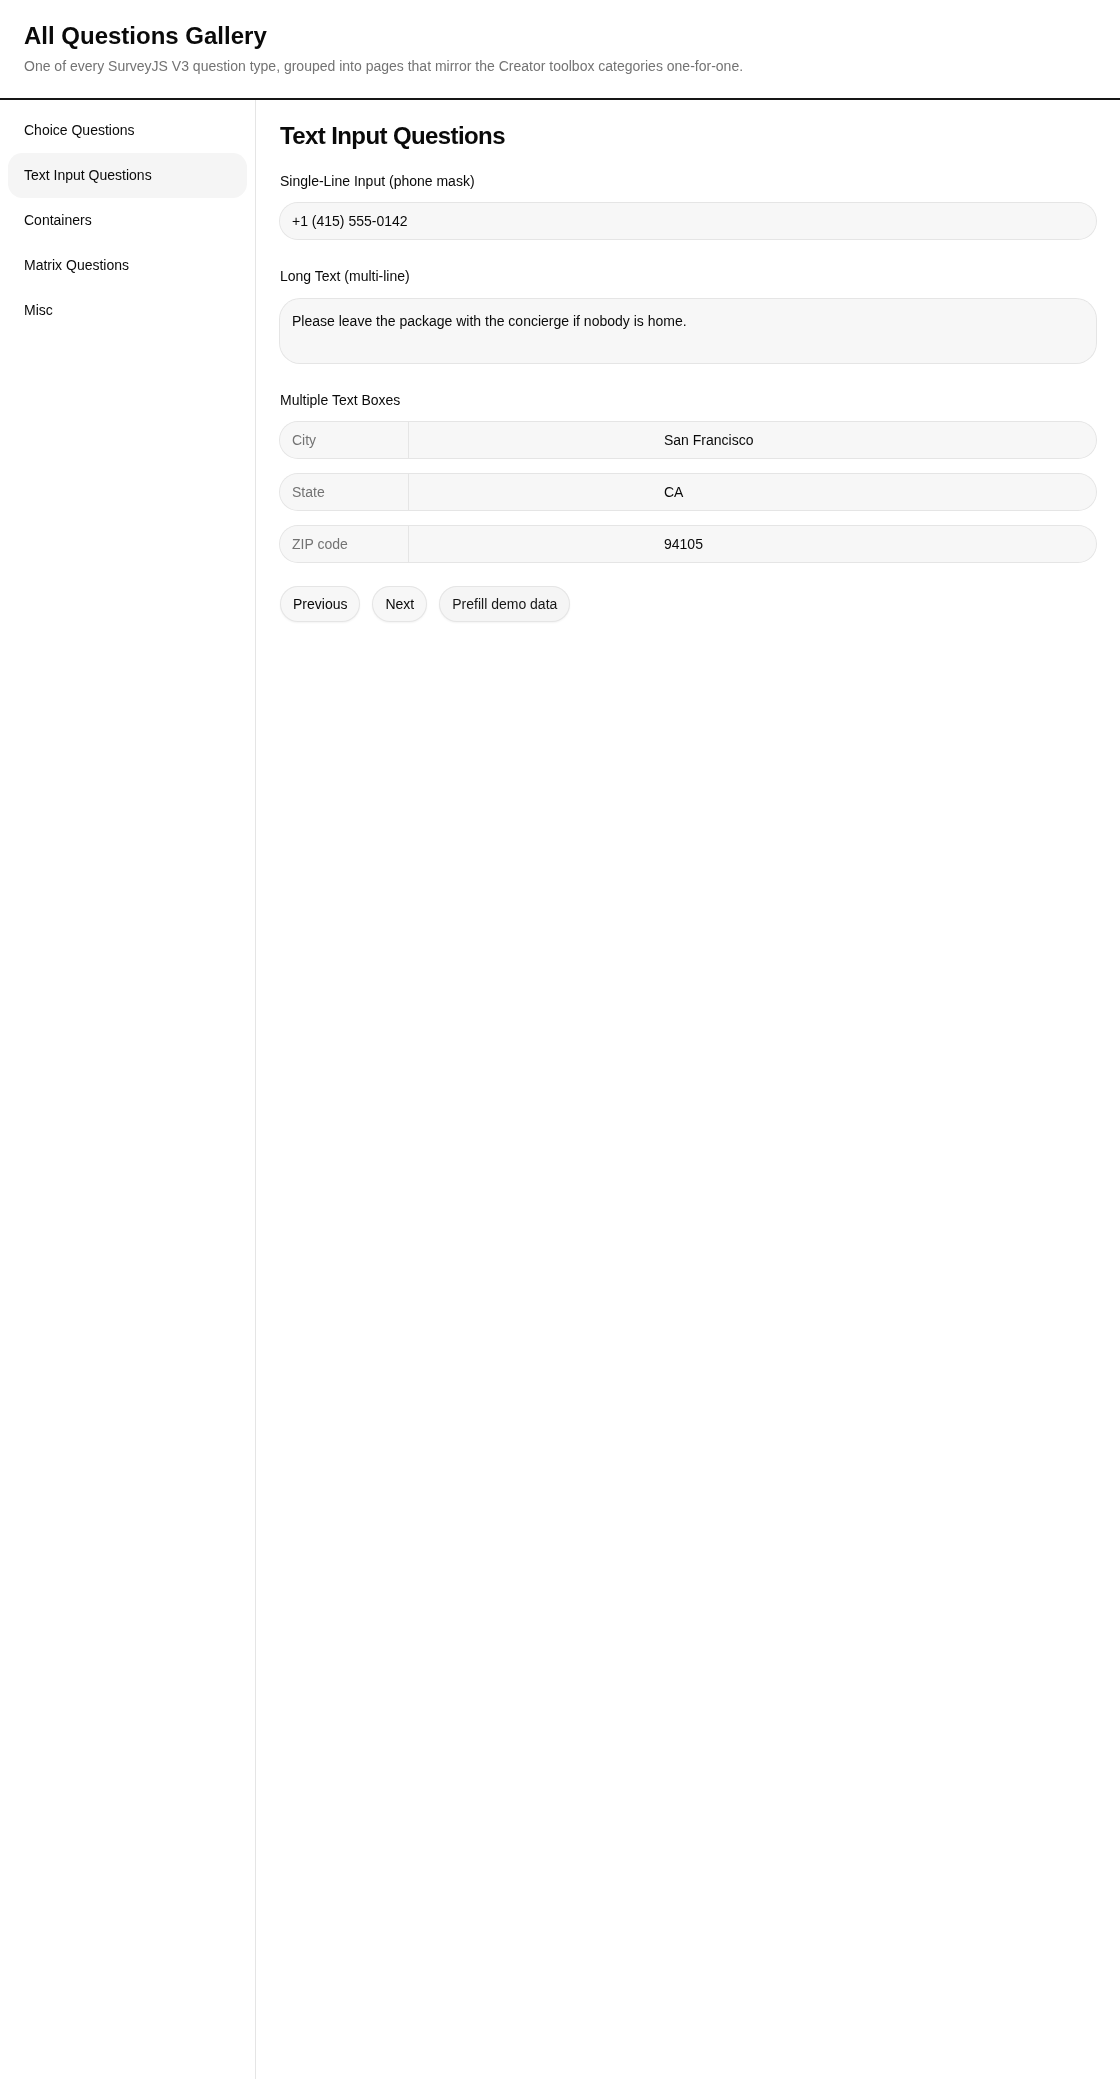 All Questions Gallery
One of every SurveyJS V3 question type, grouped into pages that mirror the Creator toolbox categories one-for-one.
Choice Questions
Text Input Questions
Containers
Matrix Questions
Misc
Text Input Questions
Single-Line Input (phone mask)
+1 (415) 555-0142
Long Text (multi-line)
Please leave the package with the concierge if nobody is home.
Multiple Text Boxes
City San Francisco
State CA
ZIP code 94105
Previous Next Prefill demo data